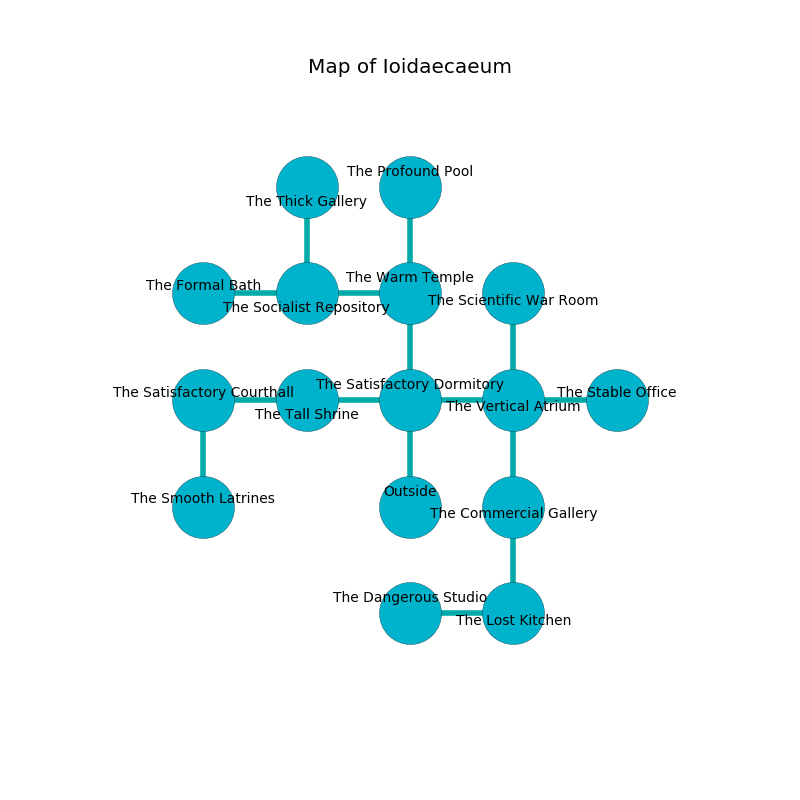 Map of Ioidaecaeum
The Profound Pool
The Thick Gallery
The Warm Temple
The Formal Bath
The Scientific War Room
The Socialist Repository
The Satisfactory Dormitory
The Satisfactory Courthall
The Stable Office
The Vertical Atrium
The Tall Shrine
Outside
The Smooth Latrines
The Commercial Gallery
The Dangerous Studio
The Lost Kitchen